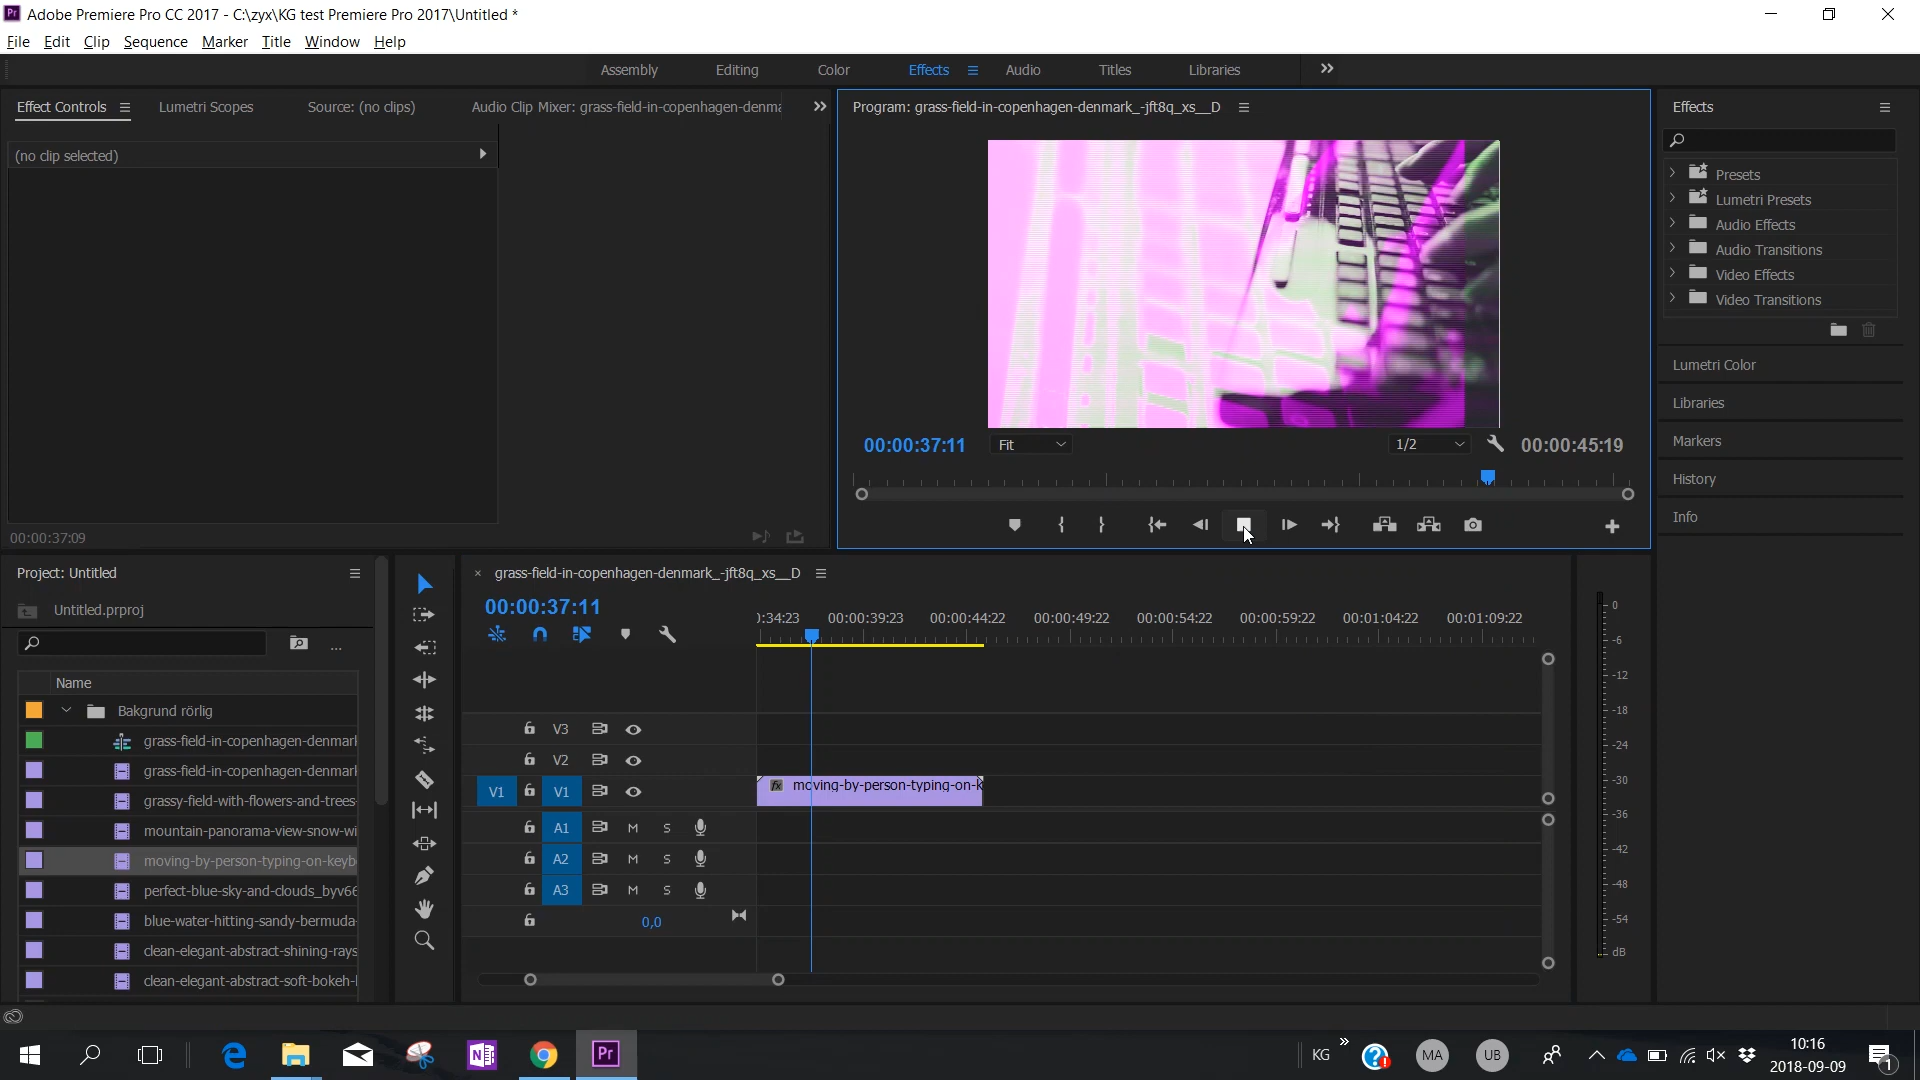 Adobe Premiere Pro CC 2017 - C:\zyx\KG test Premiere Pro 2017\Untitled *
File Edit Clip Sequence Marker Title Window Help
Assembly Editing Color Effects Audio Titles Libraries
Effect Controls Lumetri Scopes Source: (no clips) Audio Clip Mixer: grass-field-in-copenhagen-denma
(no clip selected)
00:00:37:09
Program: grass-field-in-copenhagen-denmark_-jft8q_xs__D
00:00:37:11 Fit 1/2 00:00:45:19
Effects
Presets
Lumetri Presets
Audio Effects
Audio Transitions
Video Effects
Video Transitions
Lumetri Color
Libraries
Markers
History
Info
Project: Untitled
Untitled.prproj
Name
Bakgrund rörlig
grass-field-in-copenhagen-denmark
grass-field-in-copenhagen-denmark
grassy-field-with-flowers-and-trees-
mountain-panorama-view-snow-wi
moving-by-person-typing-on-keyb
perfect-blue-sky-and-clouds_byv66
blue-water-hitting-sandy-bermuda-
clean-elegant-abstract-shining-rays
clean-elegant-abstract-soft-bokeh-l
× grass-field-in-copenhagen-denmark_-jft8q_xs__D
00:00:37:11
):34:23 00:00:39:23 00:00:44:22 00:00:49:22 00:00:54:22 00:00:59:22 00:01:04:22 00:01:09:22
V3
V2
V1 V1 fx moving-by-person-typing-on-k
A1 M S
A2 M S
A3 M S
0,0
0
-6
-12
-18
-24
-30
-36
-42
-48
-54
dB
Pr KG MA UB 10:16
2018-09-09 1